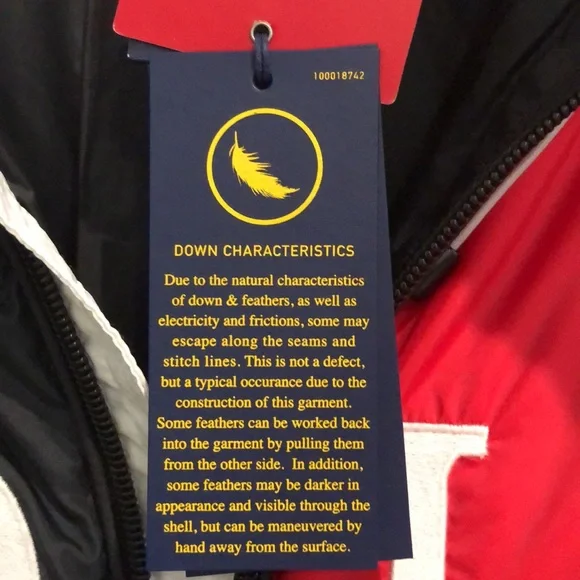 100018742
DOWN CHARACTERISTICS
Due to the natural characteristics
of down & feathers, as well as
electricity and frictions, some may
escape along the seams and
stitch lines. This is not a defect,
but a typical occurance due to the
construction of this garment.
Some feathers can be worked back
into the garment by pulling them
from the other side. In addition,
some feathers may be darker in
appearance and visible through the
shell, but can be maneuvered by
hand away from the surface.